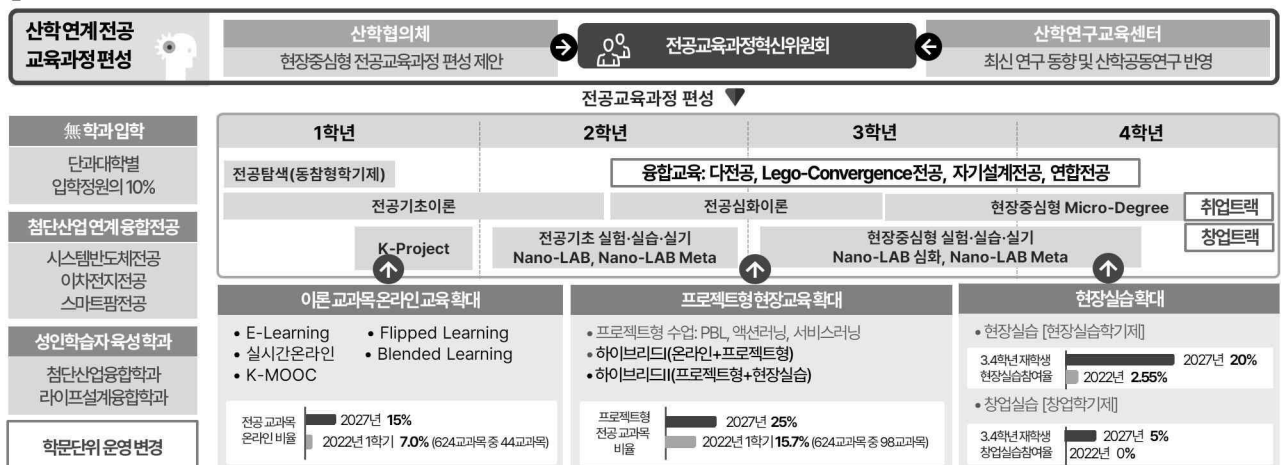 산학연계전공
교육과정편성
산학협의체
현장중심형 전공교육과정 편성 제안
전공교육과정혁신위원회
산학연구교육센터
최신 연구 동향 및 산학공동연구 반영
전공교육과정 편성
無학과입학
단과대학별
입학정원의 10%
첨단산업 연계 융합전공
시스템반도체전공
이차전지전공
스마트팜전공
성인학습자 육성 학과
첨단산업융합학과
라이프설계융합학과
학문단위 운영 변경
1학년
2학년
3학년
4학년
전공탐색(동참형학기제)
융합교육: 다전공, Lego-Convergence전공, 자기설계전공, 연합전공
전공기초이론
전공심화이론
현장중심형 Micro-Degree
취업트랙
K-Project
전공기초 실험·실습·실기
Nano-LAB, Nano-LAB Meta
현장중심형 실험·실습·실기
Nano-LAB 심화, Nano-LAB Meta
창업트랙
이론 교과목 온라인 교육 확대
• E-Learning
• Flipped Learning
• 실시간온라인
• Blended Learning
• K-MOOC
전공 교과목
온라인 비율
2027년 15%
2022년 1학기 7.0% (624교과목 중 44교과목)
프로젝트형 현장교육 확대
• 프로젝트형 수업: PBL, 액션러닝, 서비스러닝
• 하이브리드I(온라인+프로젝트형)
• 하이브리드II(프로젝트형+현장실습)
프로젝트형
전공 교과목
비율
2027년 25%
2022년 1학기 15.7% (624교과목 중 98교과목)
현장실습 확대
• 현장실습 [현장실습학기제]
3.4학년 재학생
현장실습참여율
2027년 20%
2022년 2.55%
• 창업실습 [창업학기제]
3.4학년 재학생
창업실습참여율
2027년 5%
2022년 0%